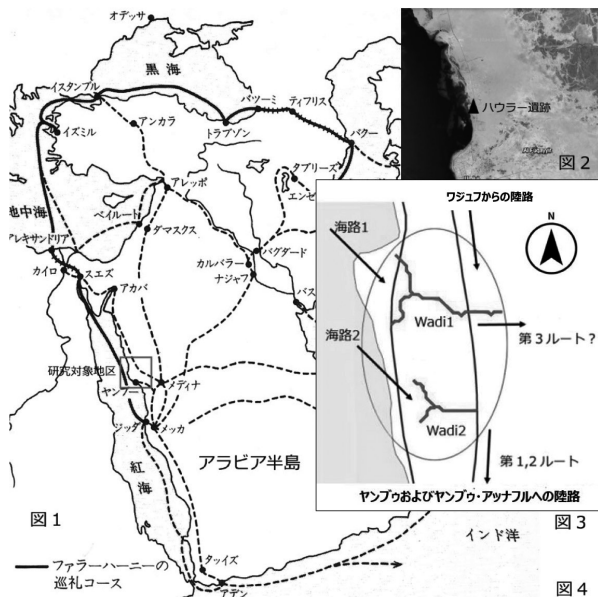 オデッサ
黒海
イスタンブル
バツーミ
ティフリス
アンカラ
トラブゾン
バクー
イズミル
タブリーズ
エンゼ
アレッポ
地中海
ベイルート
ダマスクス
アレキサンドリア
バグダード
カルバラー
ナジャフ
カイロ
スエズ
アカバ
バス
研究対象地区
ヤンブー
メディナ
ジッダ
メッカ
アラビア半島
紅海
図1
タッイズ
アデン
インド洋
ファラーハーニーの
巡礼コース
ハウラー遺跡
図2
ワジュフからの陸路
海路1
N
Wadi1
第3ルート?
海路2
Wadi2
第1,2ルート
ヤンブゥおよびヤンブゥ・アッナフルへの陸路
図3
図4